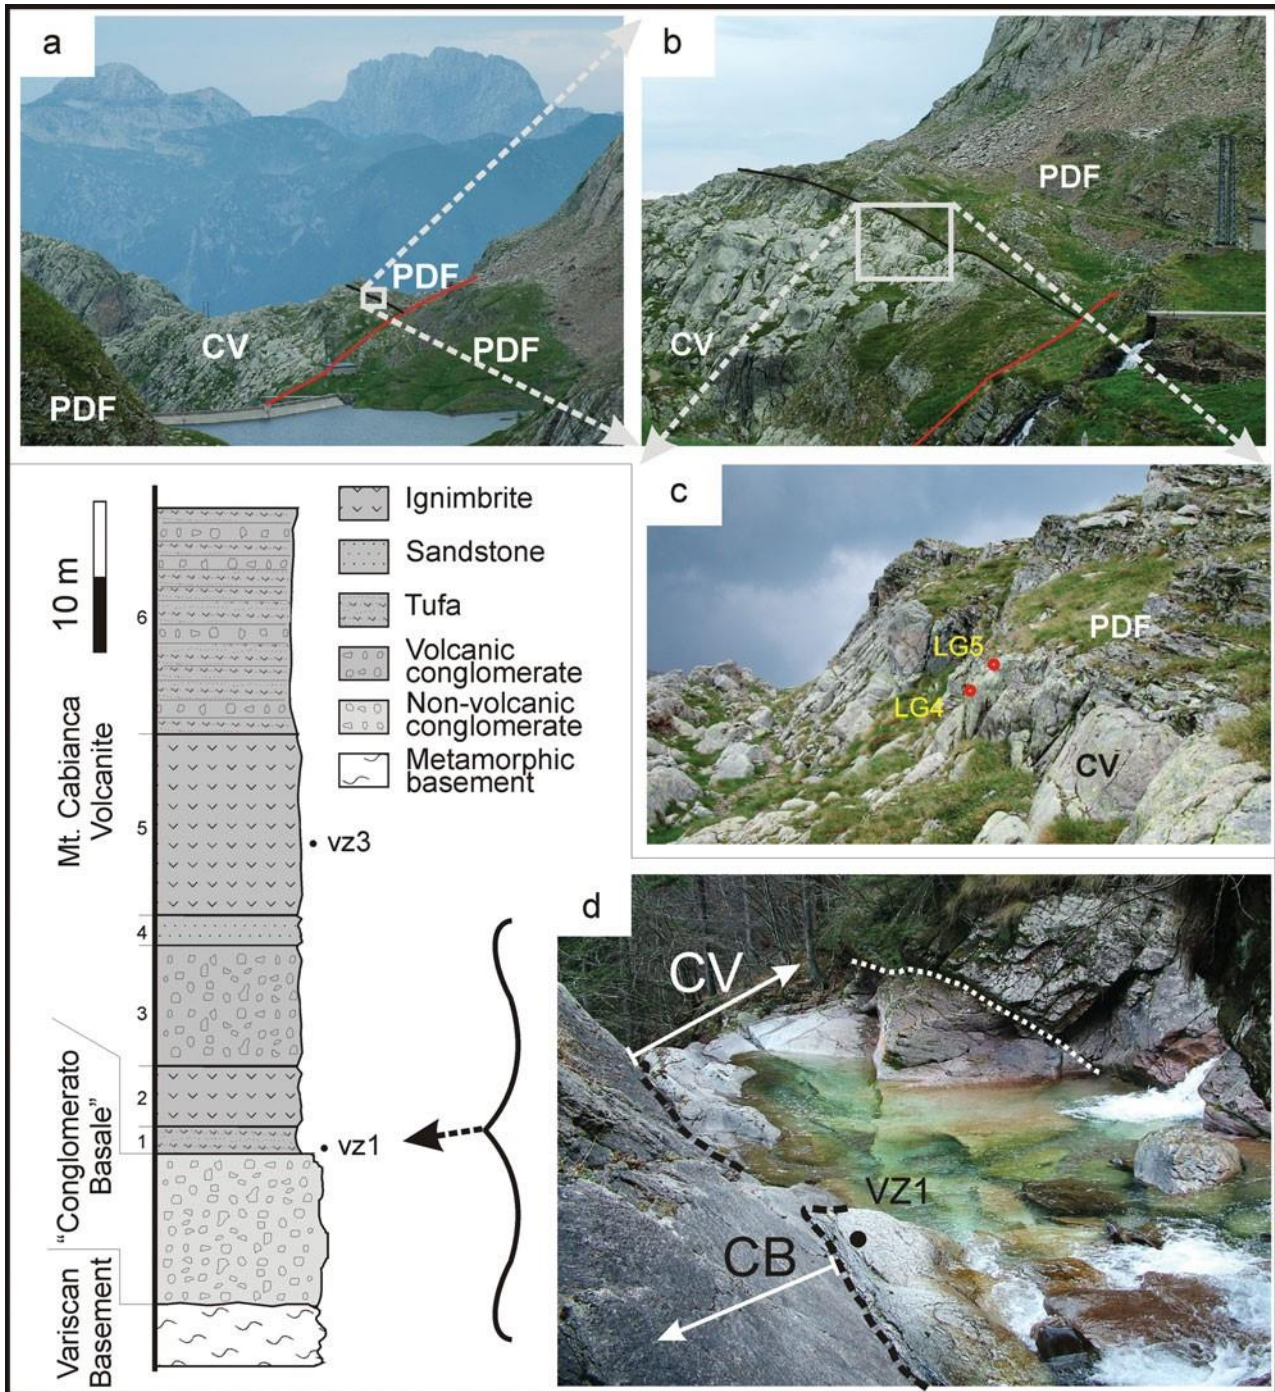 a
PDF
CV
PDF
PDF
b
PDF
CV
c
LG5
PDF
LG4
CV
10 m
6
5
4
3
2
1
Mt. Cabianca
Volcanite
"Conglomerato
Basale"
Variscan
Basement
vz3
vz1
Ignimbrite
Sandstone
Tufa
Volcanic
conglomerate
Non-volcanic
conglomerate
Metamorphic
basement
d
CV
VZ1
CB